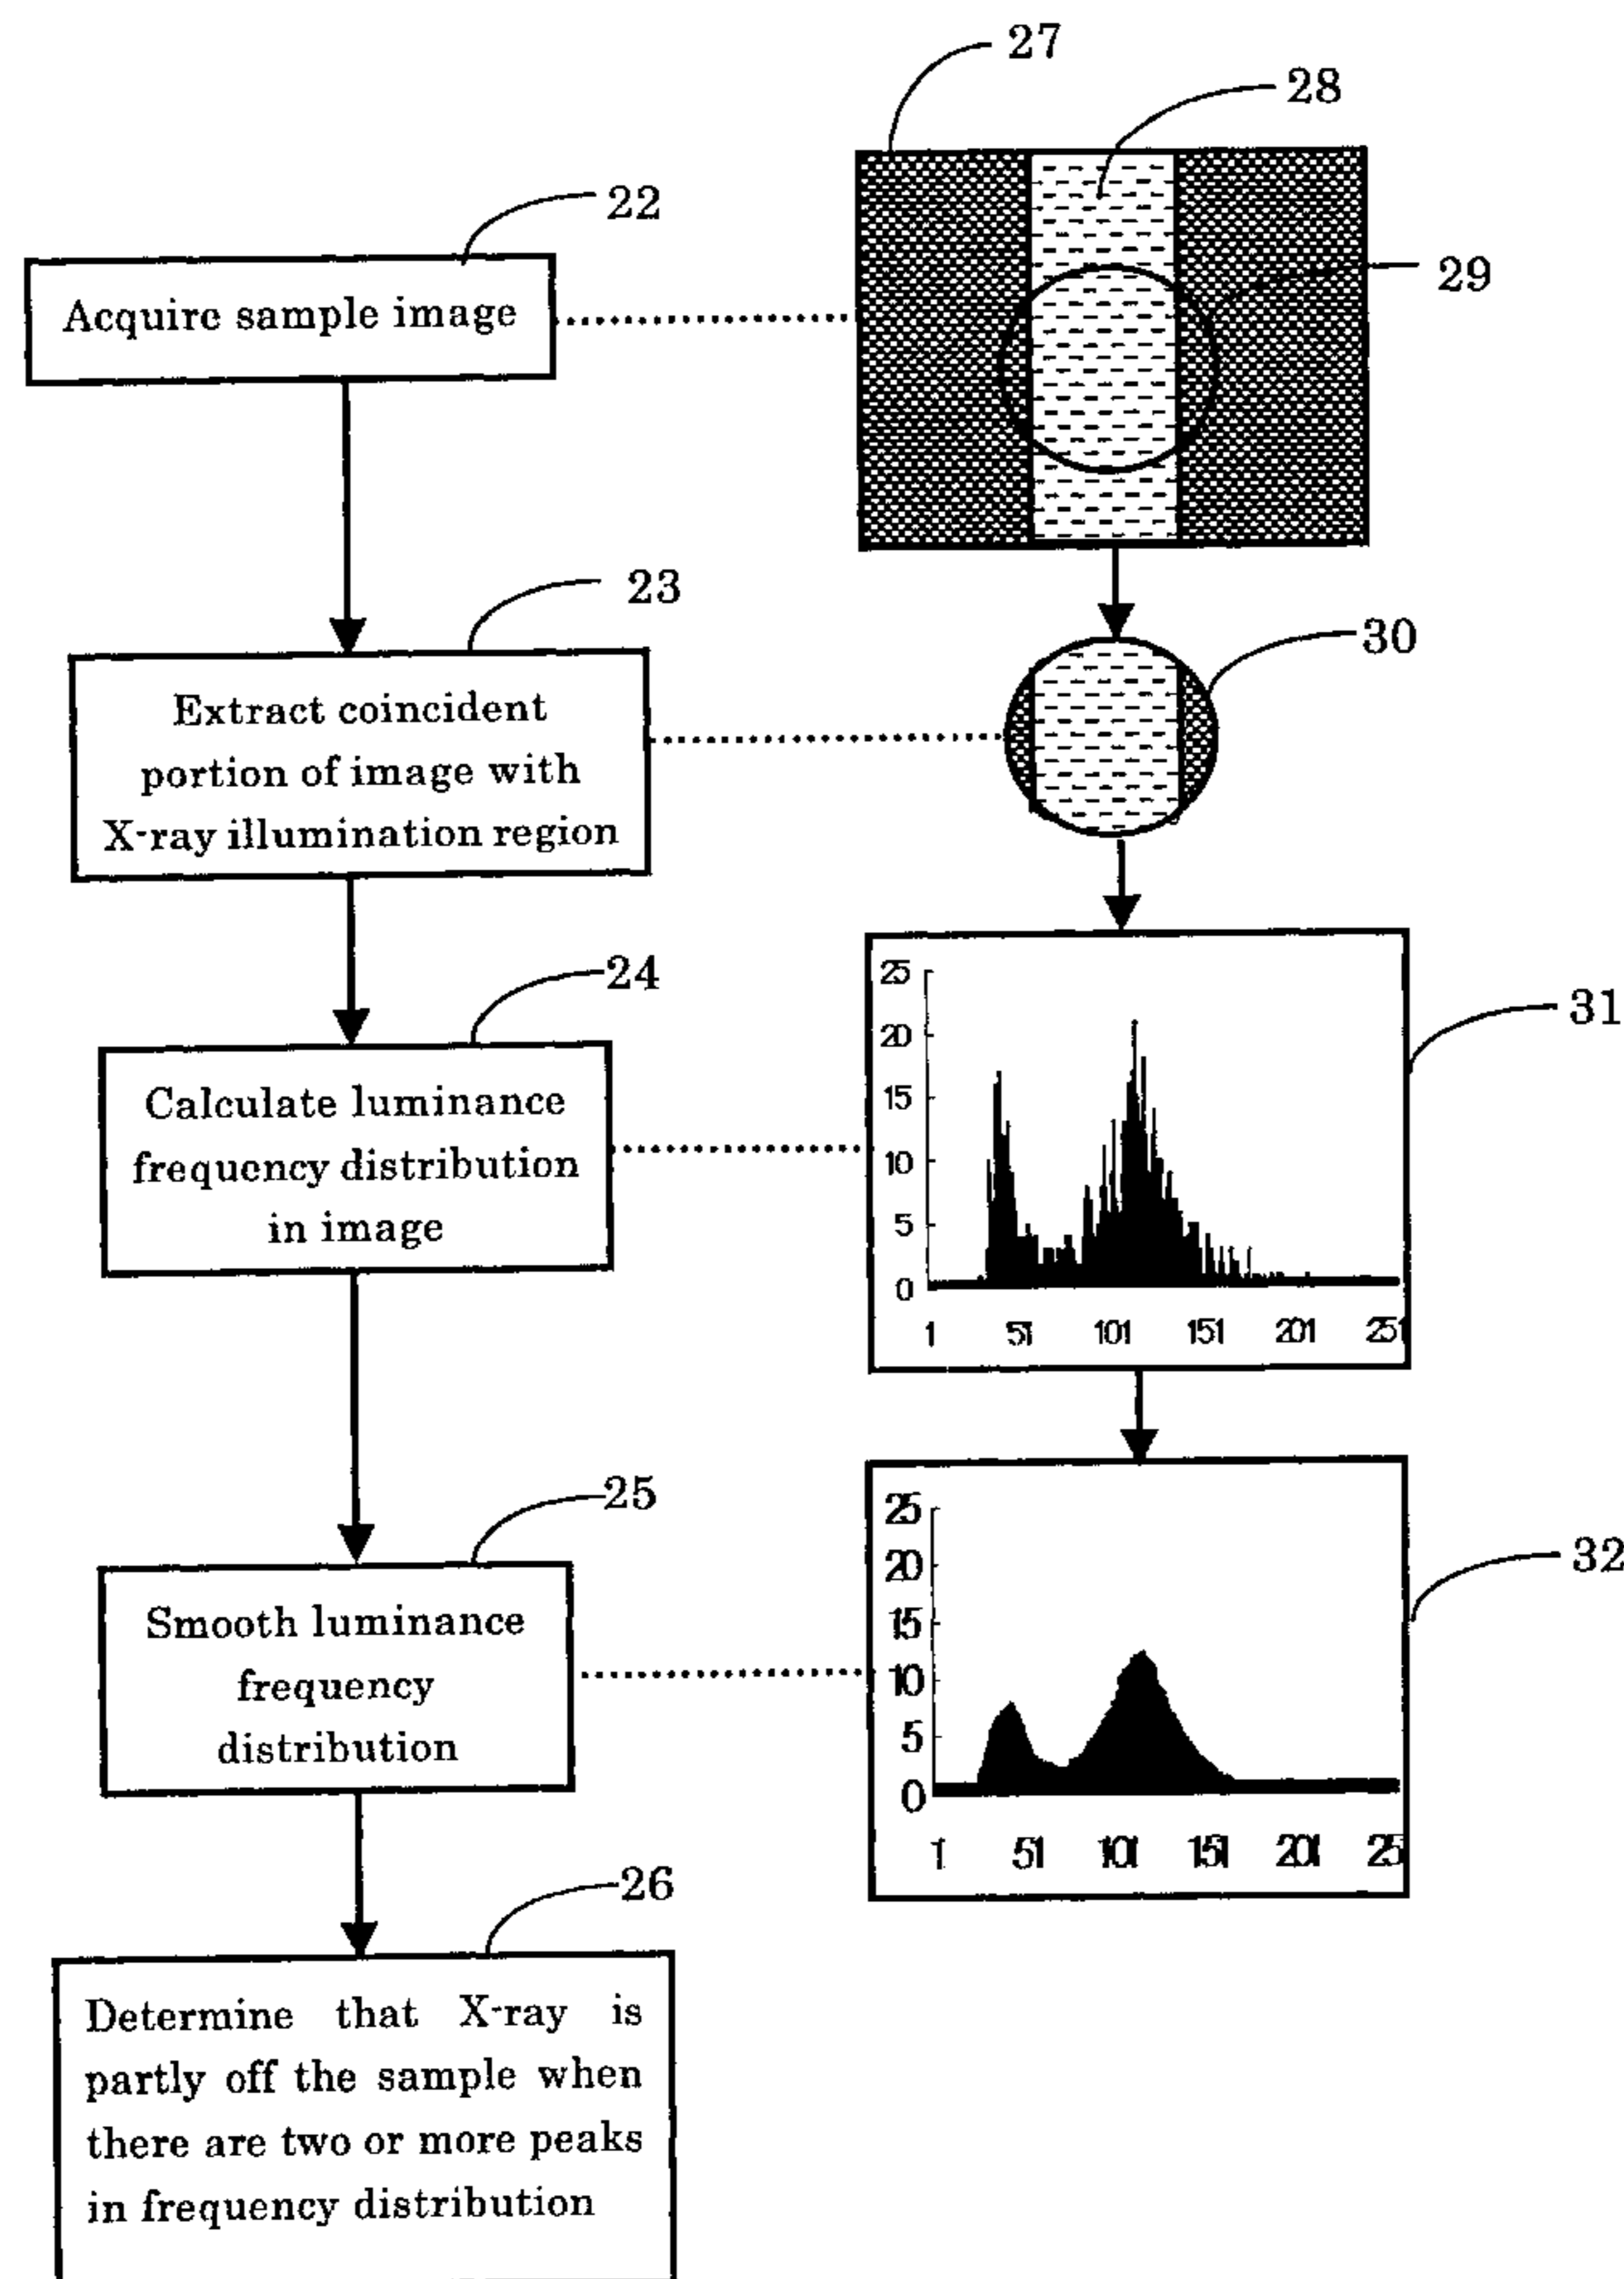 27
28
22
29
Acquire sample image
23
30
Extract coincident
portion of image with
X-ray illumination region
24
31
Calculate luminance
frequency distribution
in image
25
20
15
10
5
0
1 51 101 151 201 251
25
32
Smooth luminance
frequency
distribution
25
20
15
10
5
0
1 51 101 151 201 25
26
Determine that X-ray is
partly off the sample when
there are two or more peaks
in frequency distribution